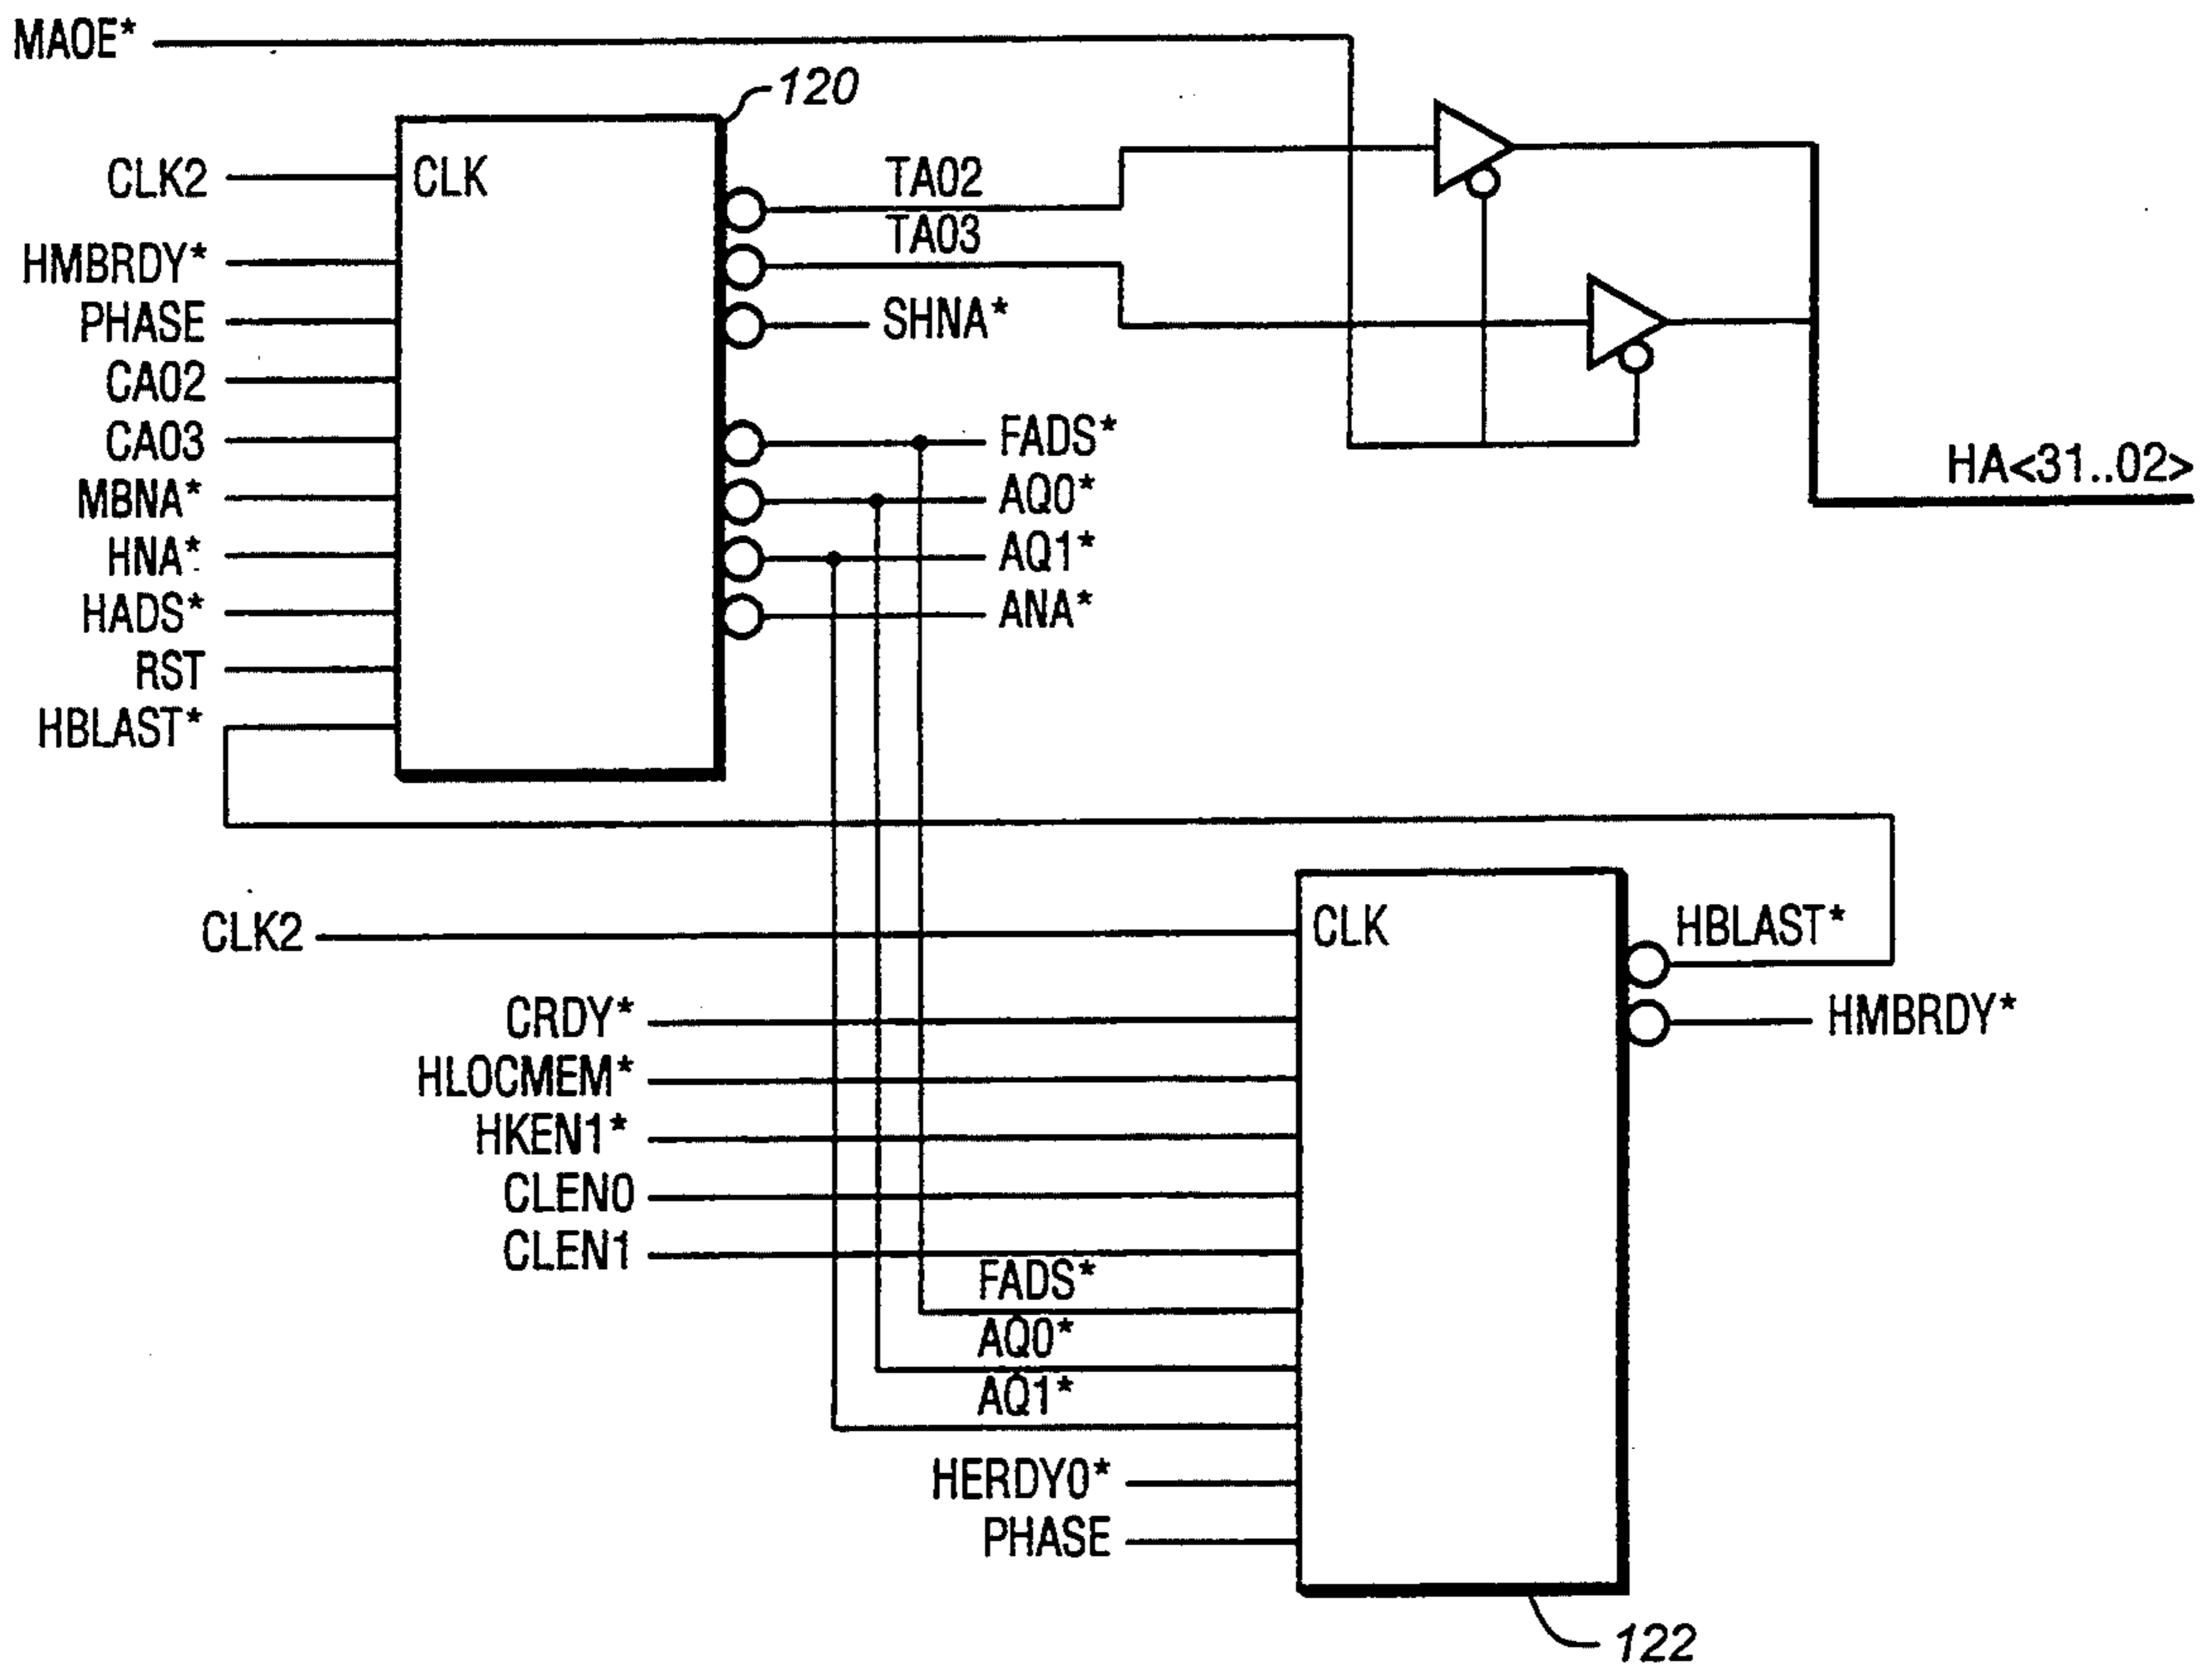 MAOE*
120
CLK2
CLK
HMBRDY*
PHASE
CA02
CA03
MBNA*
HNA*
HADS*
RST
HBLAST*
TA02
TA03
SHNA*
FADS*
AQ0*
AQ1*
ANA*
HA<31..02>
CLK2
CLK
CRDY*
HLOCMEM*
HKEN1*
CLEN0
CLEN1
FADS*
AQ0*
AQ1*
HERDY0*
PHASE
HBLAST*
HMBRDY*
122